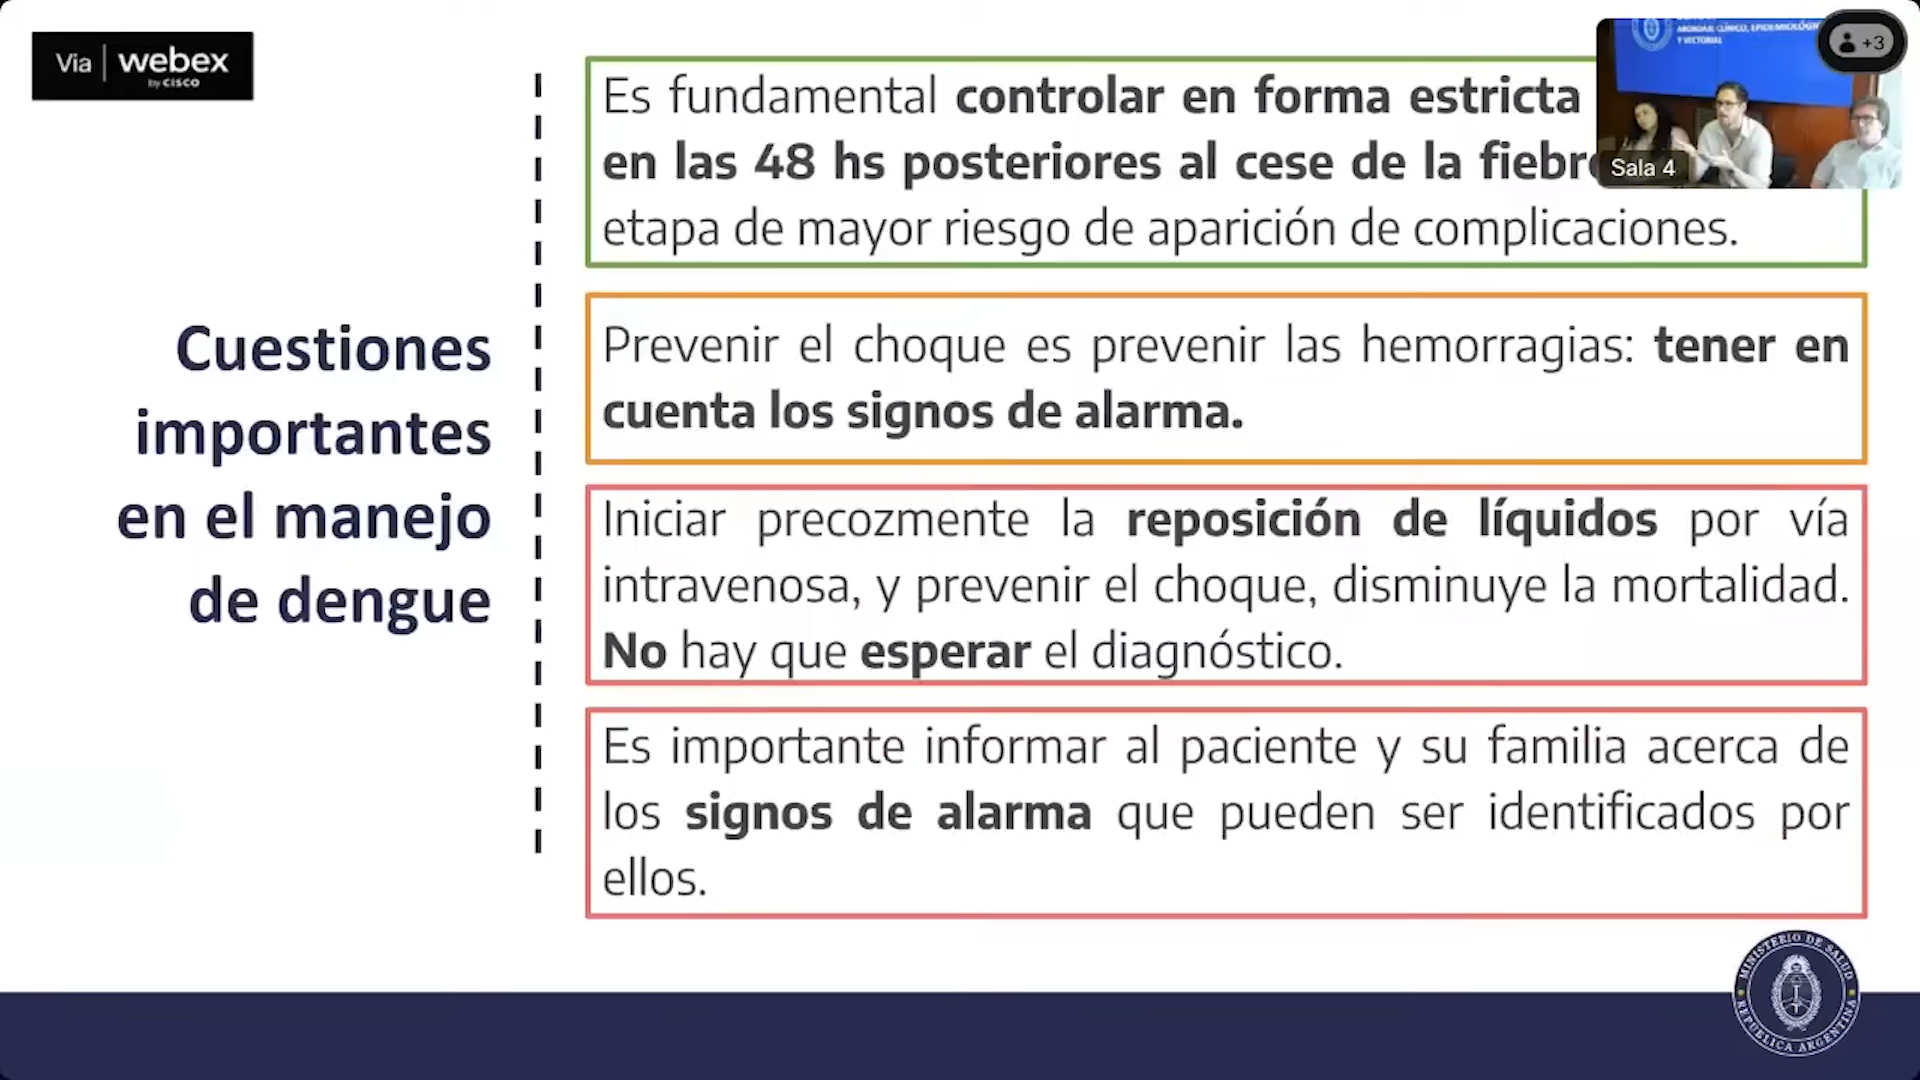 Via webex
by CISCO
Cuestiones
importantes
en el manejo
de dengue
Es fundamental controlar en forma estricta
en las 48 hs posteriores al cese de la fiebre
etapa de mayor riesgo de aparición de complicaciones.
Prevenir el choque es prevenir las hemorragias: tener en
cuenta los signos de alarma.
Iniciar precozmente la reposición de líquidos por vía
intravenosa, y prevenir el choque, disminuye la mortalidad.
No hay que esperar el diagnóstico.
Es importante informar al paciente y su familia acerca de
los signos de alarma que pueden ser identificados por
ellos.
ABORDAJE CLÍNICO, EPIDEMIOLÓGI
Y VECTORIAL
+3
Sala 4
MINISTERIO DE SALUD
REPÚBLICA ARGENTINA